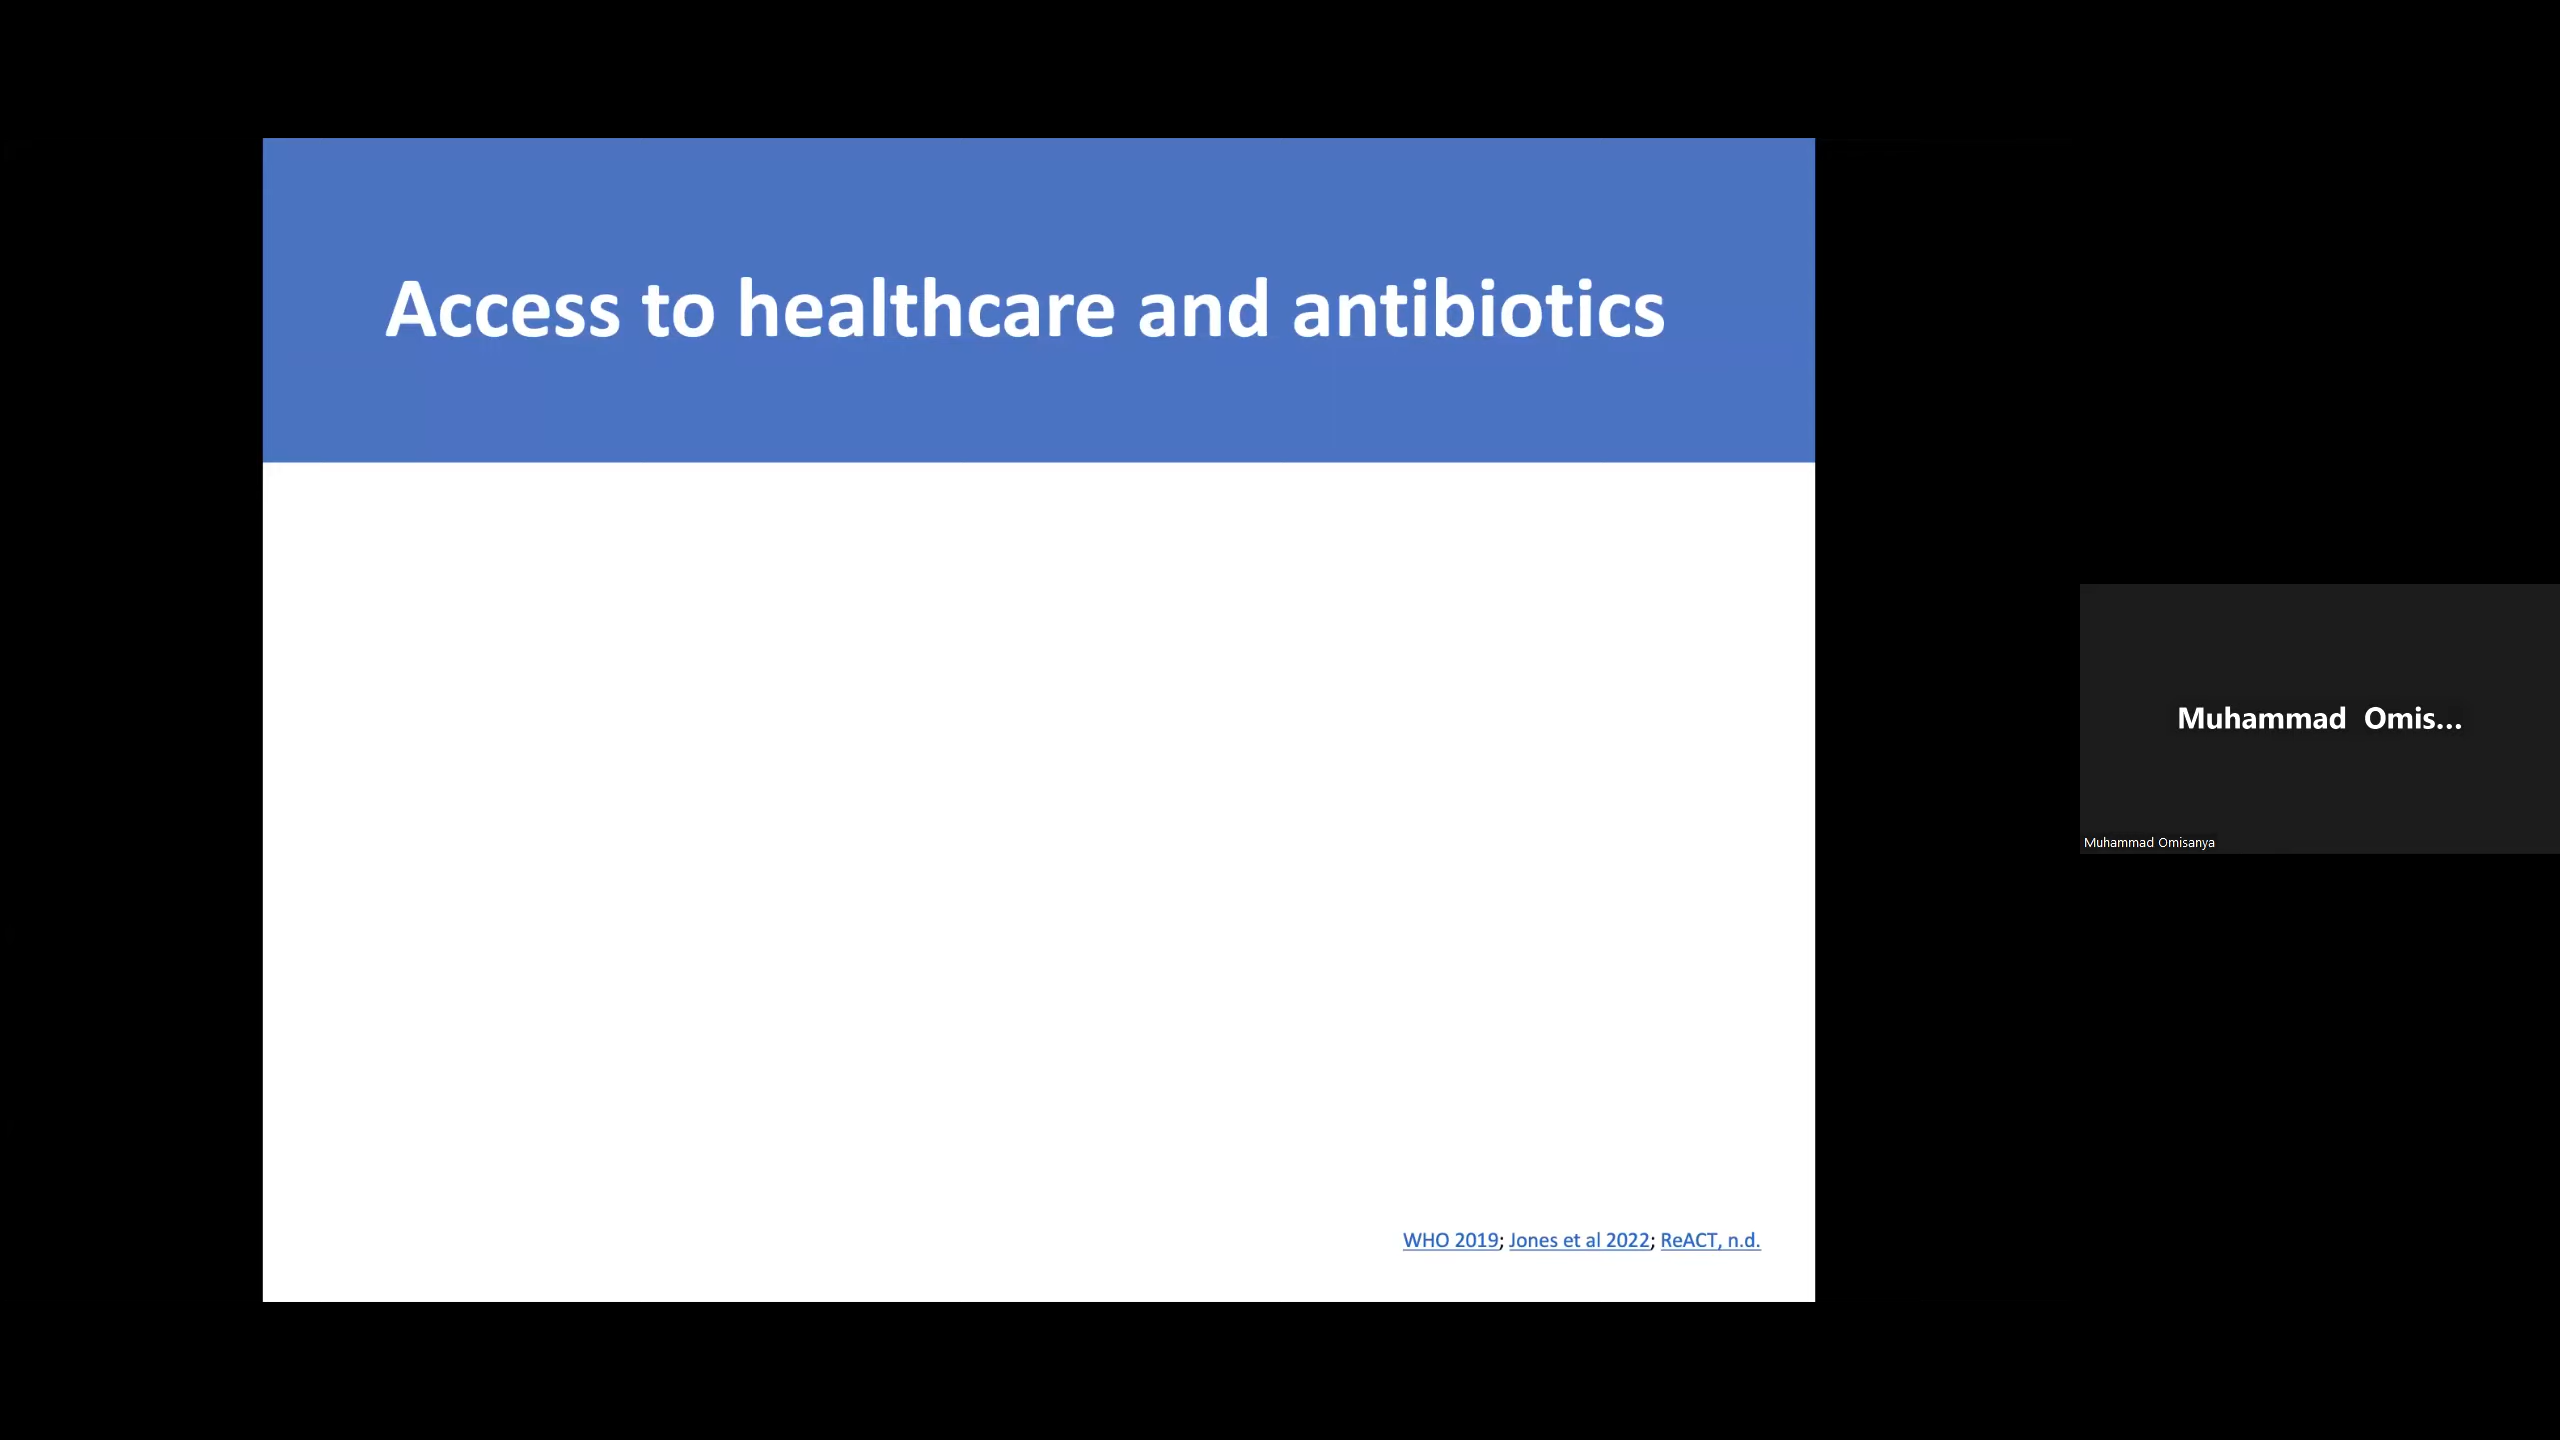 Access to healthcare and antibiotics
WHO 2019; Jones et al 2022; ReACT, n.d.
Muhammad Omis...
Muhammad Omisanya